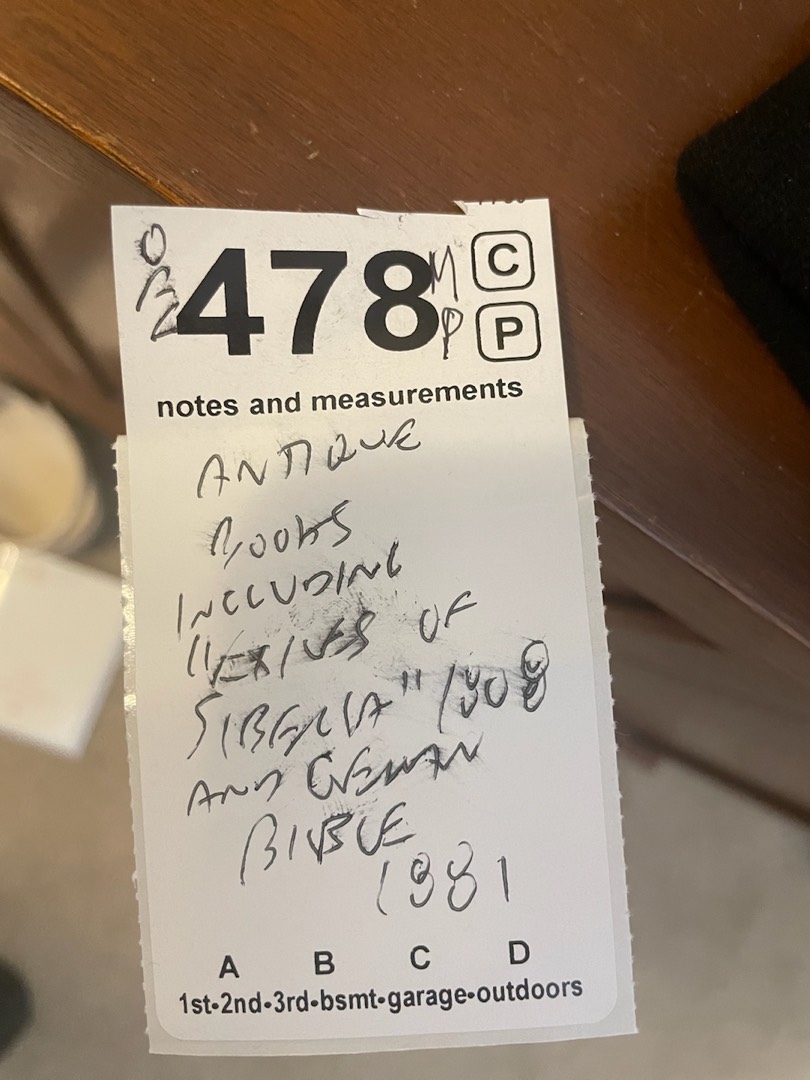 478 M C
P P
notes and measurements
ANTIQUE
BOOKS
INCLUDING
"EXILES OF
SIBERIA" 1808
AND GERMAN
BIBLE
1881
A B C D
1st-2nd-3rd-bsmt-garage-outdoors